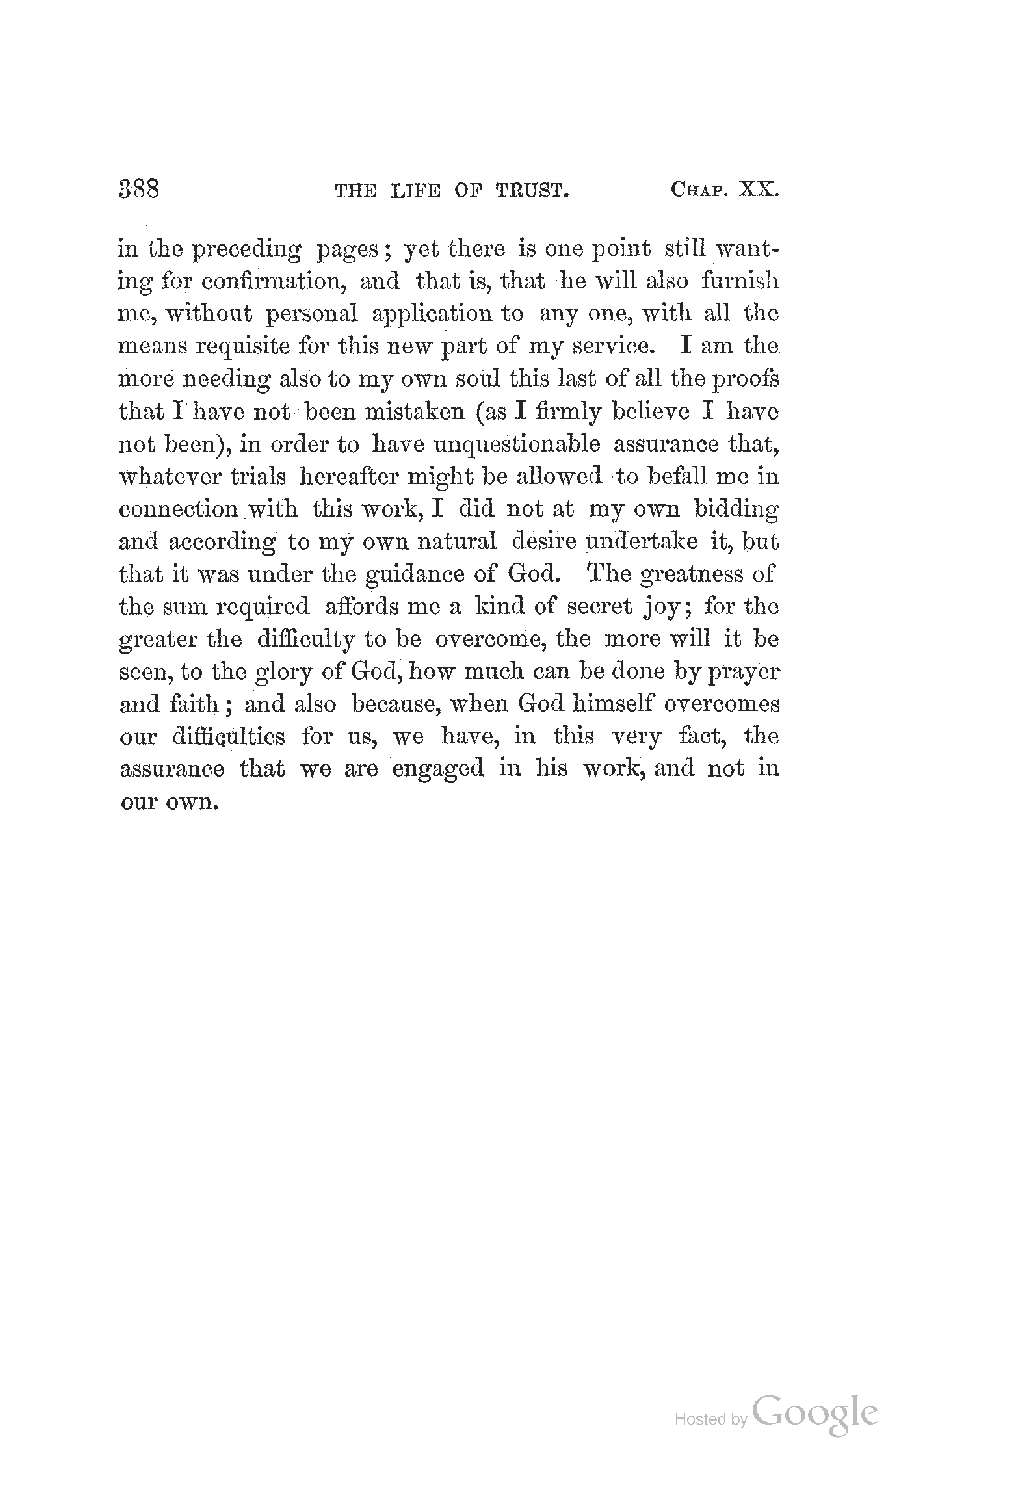 388 THE LIFE OF TRUST. CHAP. XX.
in the preceding pages; yet there is one point still want-
ing for confirmation, and that is, that he will also furnish
me, without personal application to any one, with all the
means requisite for this new part of my service. I am the
more needing also to my own soul this last of all the proofs
that I have not been mistaken (as I firmly believe I have
not been), in order to have unquestionable assurance that,
whatever trials hereafter might be allowed to befall me in
connection with this work, I did not at my own bidding
and according to my own natural desire undertake it, but
that it was under the guidance of God. The greatness of
the sum required affords me a kind of secret joy; for the
greater the difficulty to be overcome, the more will it be
seen, to the glory of God, how much can be done by prayer
and faith; and also because, when God himself overcomes
our difficulties for us, we have, in this very fact, the
assurance that we are engaged in his work, and not in
our own.
Hosted by Google